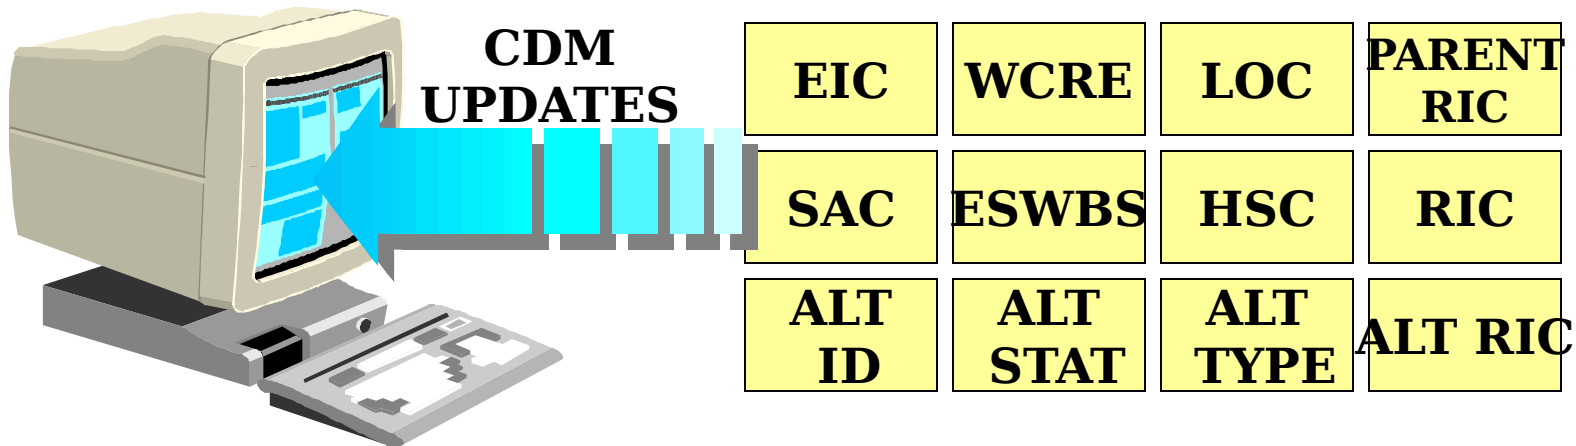 CDM
UPDATES
EIC
WCRE
LOC
PARENT
RIC
SAC
ESWBS
HSC
RIC
ALT
ID
ALT
STAT
ALT
TYPE
ALT RIC